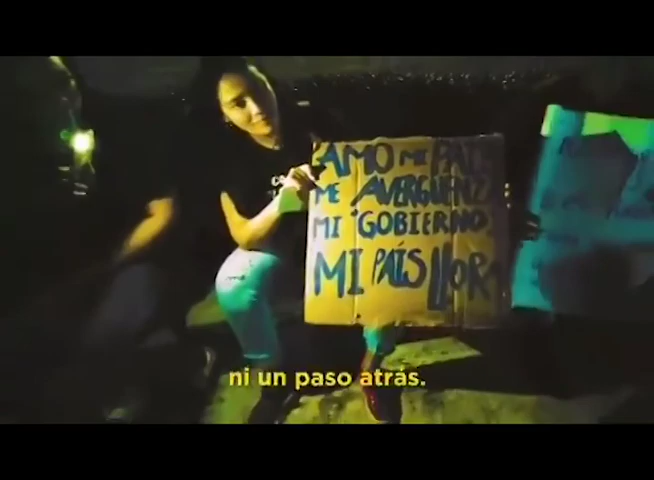 AMO MI PAÍS
ME AVERGÜENZA
MI GOBIERNO
MI PAÍS LLORA
ni un paso atrás.